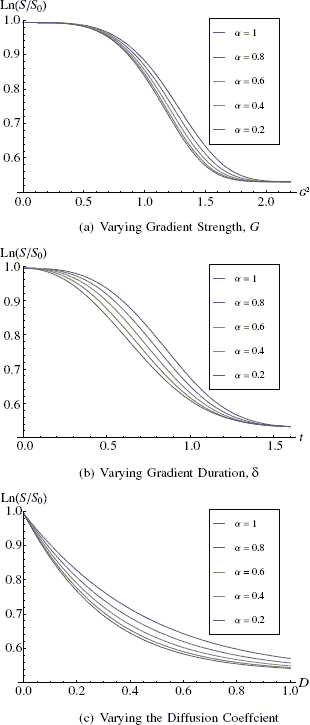 Ln(S/S₀)
1.0
0.9
0.8
0.7
0.6
0.0 0.5 1.0 1.5 2.0 G²
α = 1
α = 0.8
α = 0.6
α = 0.4
α = 0.2
(a) Varying Gradient Strength, G
Ln(S/S₀)
1.0
0.9
0.8
0.7
0.6
0.0 0.5 1.0 1.5 t
α = 1
α = 0.8
α = 0.6
α = 0.4
α = 0.2
(b) Varying Gradient Duration, δ
Ln(S/S₀)
1.0
0.9
0.8
0.7
0.6
0.0 0.2 0.4 0.6 0.8 1.0 D
α = 1
α = 0.8
α = 0.6
α = 0.4
α = 0.2
(c) Varying the Diffusion Coeffcient